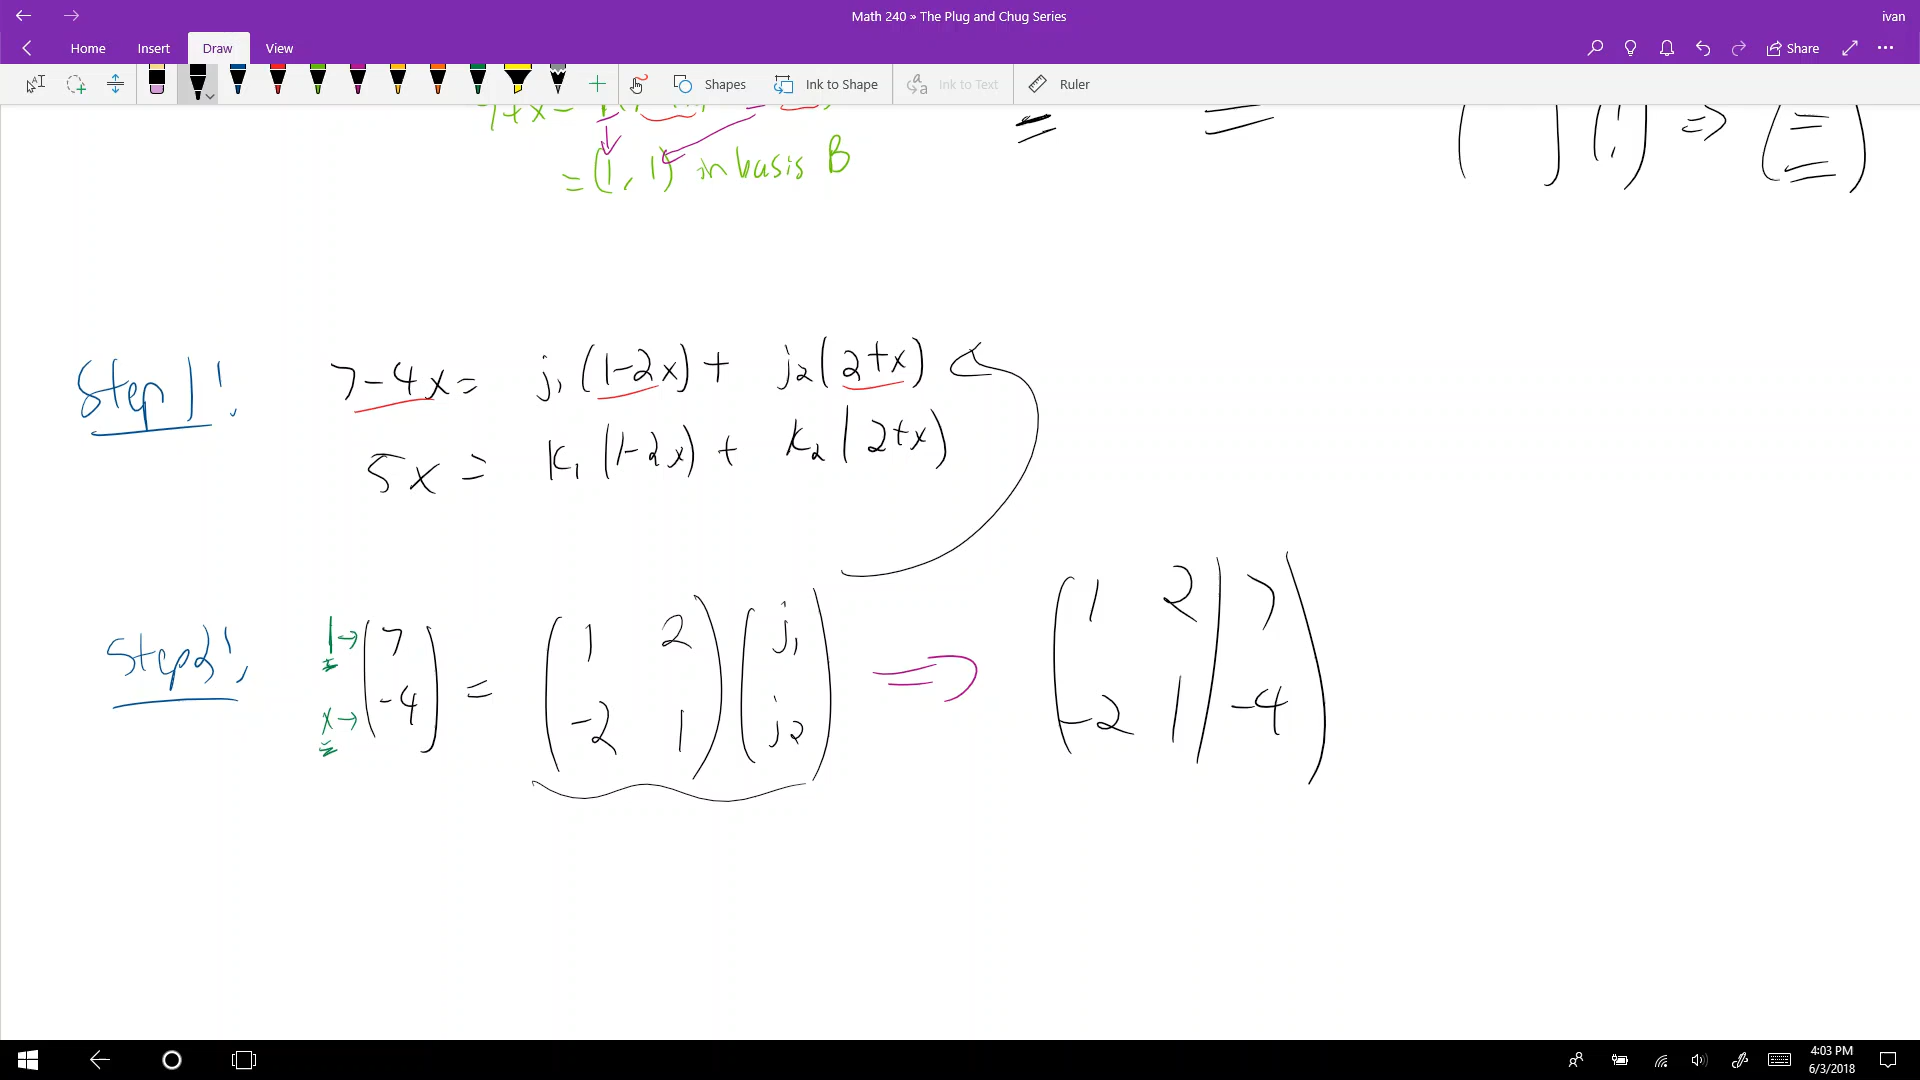 Math 240 » The Plug and Chug Series
ivan
Home Insert Draw View
Share
Shapes Ink to Shape Ink to Text Ruler
= (1, 1) in basis B
Step 1!
7-4x = j₁(1-2x) + j₂(2+x)
5x = k₁(1-2x) + k₂(2+x)
Step 2!
1→ (7) = (1 2) (j₁) ⇒ (1 2 | 7)
x→ (-4) (-2 1) (j₂) (-2 1 | -4)
4:03 PM
6/3/2018